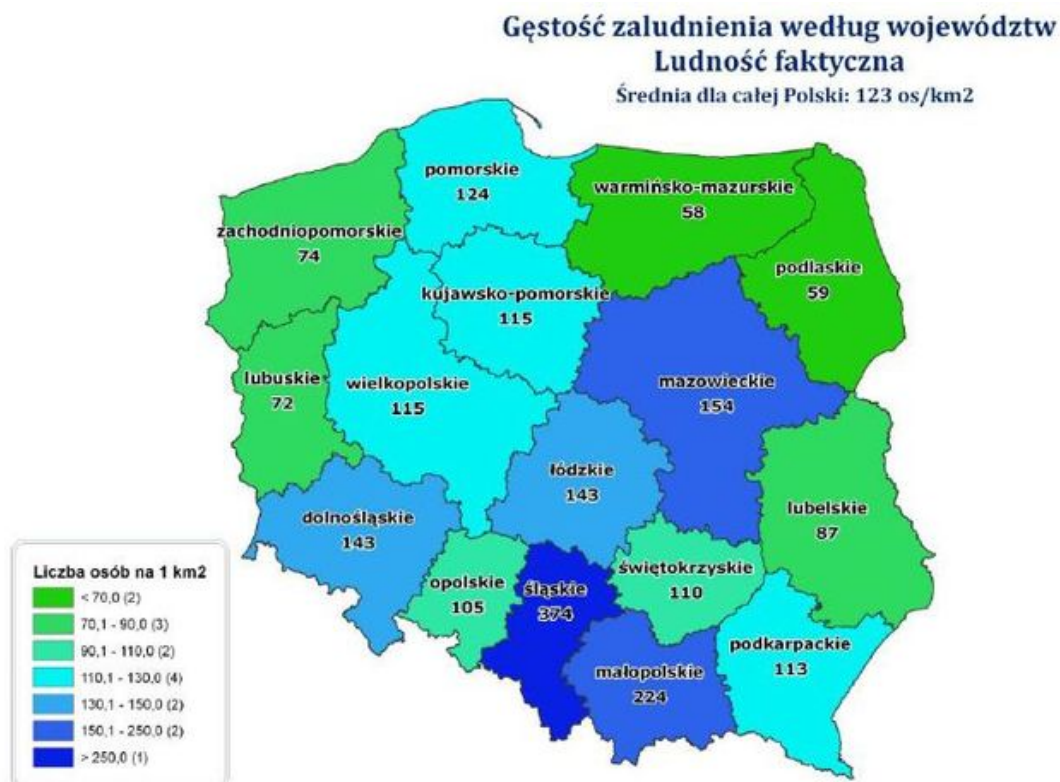 Gęstość zaludnienia według województw
Ludność faktyczna
Średnia dla całej Polski: 123 os/km2
pomorskie
124
warmińsko-mazurskie
58
zachodniopomorskie
74
podlaskie
59
kujawsko-pomorskie
115
lubuskie
72
wielkopolskie
115
mazowieckie
154
łódzkie
143
dolnośląskie
143
lubelskie
87
opolskie
105
śląskie
374
świętokrzyskie
110
małopolskie
224
podkarpackie
113
Liczba osób na 1 km2
< 70,0 (2)
70,1 - 90,0 (3)
90,1 - 110,0 (2)
110,1 - 130,0 (4)
130,1 - 150,0 (2)
150,1 - 250,0 (2)
> 250,0 (1)